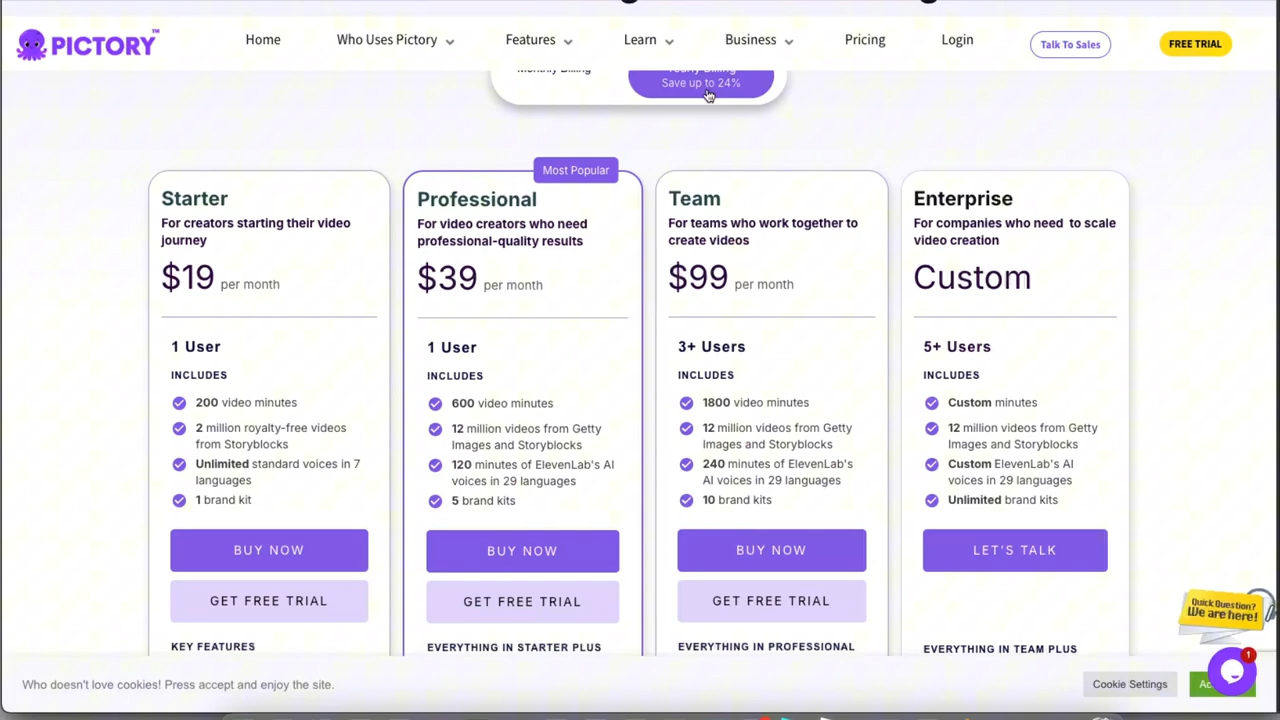 PICTORY™
Home
Who Uses Pictory
Features
Learn
Business
Pricing
Login
Talk To Sales
FREE TRIAL
Monthly Billing
Yearly Billing
Save up to 24%
Most Popular
Starter
For creators starting their video
journey
$19 per month
1 User
INCLUDES
200 video minutes
2 million royalty-free videos
from Storyblocks
Unlimited standard voices in 7
languages
1 brand kit
BUY NOW
GET FREE TRIAL
KEY FEATURES
Professional
For video creators who need
professional-quality results
$39 per month
1 User
INCLUDES
600 video minutes
12 million videos from Getty
Images and Storyblocks
120 minutes of ElevenLab's AI
voices in 29 languages
5 brand kits
BUY NOW
GET FREE TRIAL
EVERYTHING IN STARTER PLUS
Team
For teams who work together to
create videos
$99 per month
3+ Users
INCLUDES
1800 video minutes
12 million videos from Getty
Images and Storyblocks
240 minutes of ElevenLab's
AI voices in 29 languages
10 brand kits
BUY NOW
GET FREE TRIAL
EVERYTHING IN PROFESSIONAL
Enterprise
For companies who need to scale
video creation
Custom
5+ Users
INCLUDES
Custom minutes
12 million videos from Getty
Images and Storyblocks
Custom ElevenLab's AI
voices in 29 languages
Unlimited brand kits
LET'S TALK
EVERYTHING IN TEAM PLUS
Quick Question?
We are here!
1
Who doesn't love cookies! Press accept and enjoy the site.
Cookie Settings